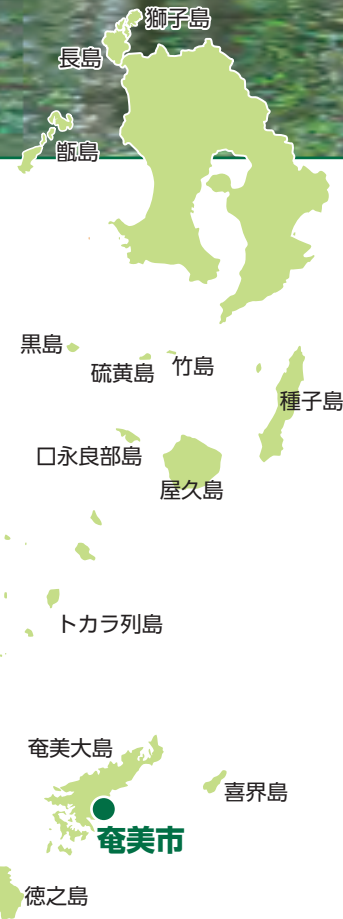 獅子島
長島
甑島
黒島
硫黄島
竹島
種子島
口永良部島
屋久島
トカラ列島
奄美大島
喜界島
奄美市
徳之島